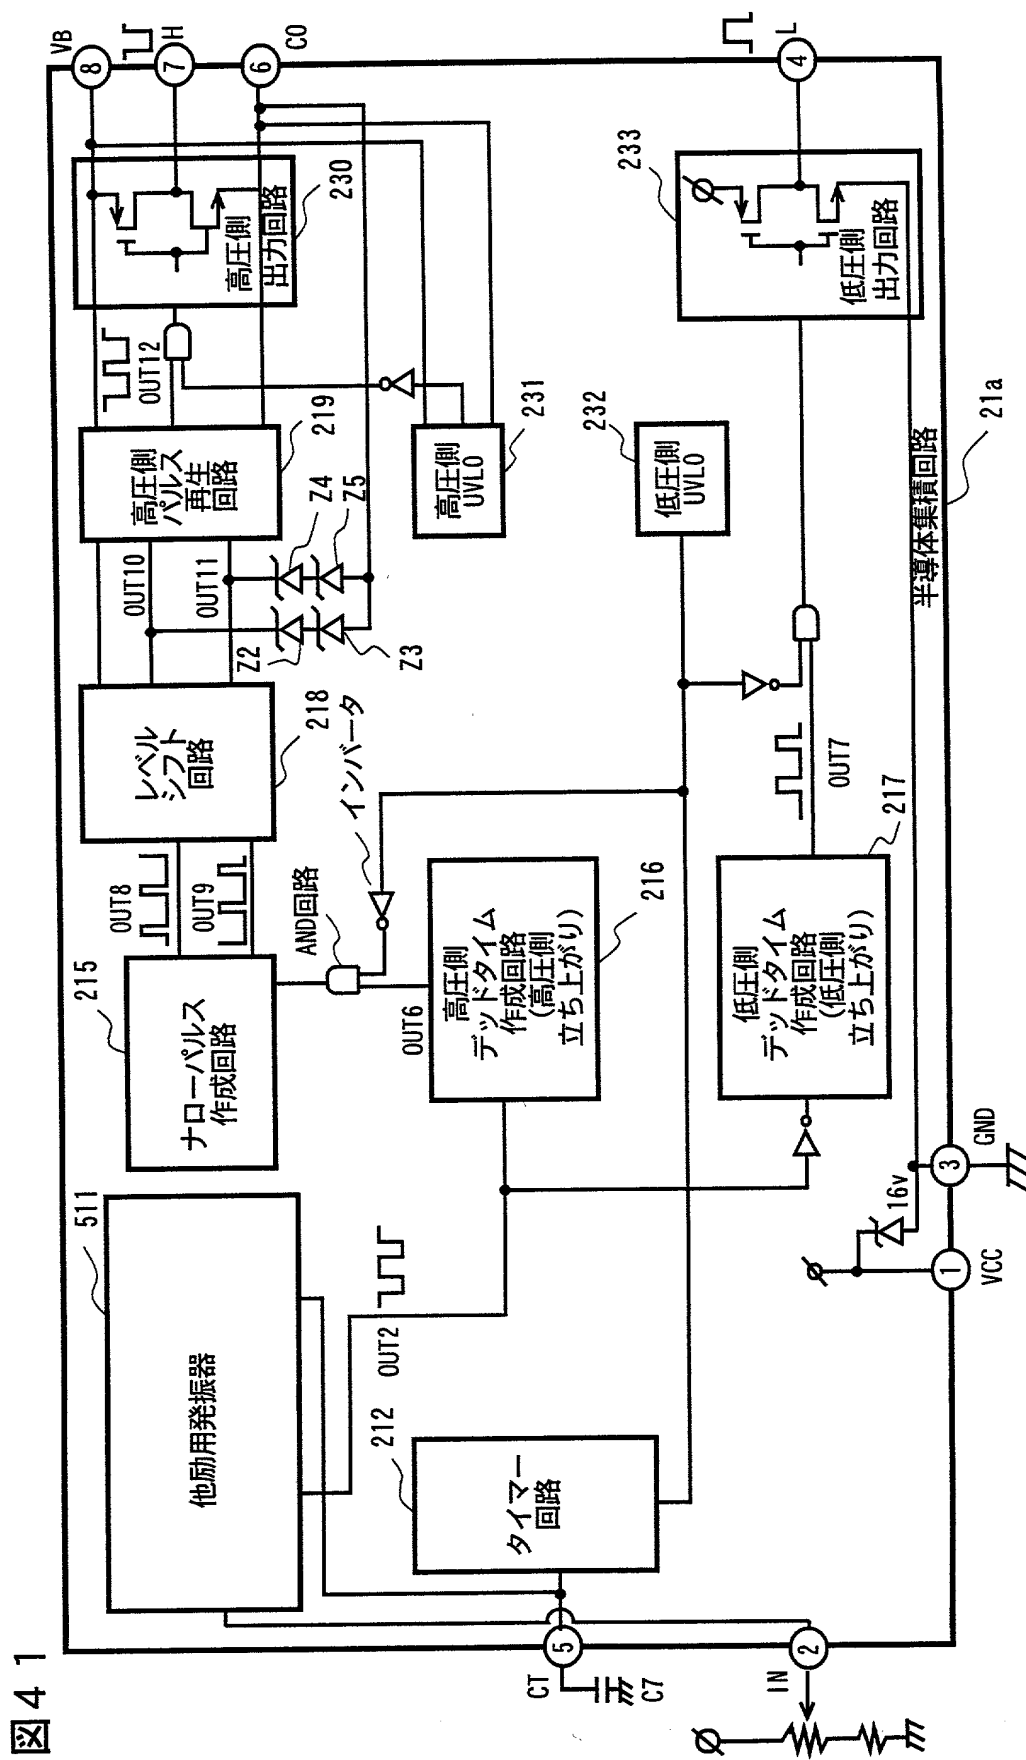 図41
511
他励用発振器
215
ナローパルス
作成回路
OUT8
OUT9
レベル
シフト
回路
218
OUT10
OUT11
Z2
Z3
Z4
Z5
高圧側
パルス
再生
回路
219
OUT12
高圧側
出力回路
230
VB
8
H
7
CO
6
高圧側
UVLO
231
AND回路
インバータ
OUT6
高圧側
デッドタイム
作成回路
(高圧側
立ち上がり)
216
OUT2
212
タイマー
回路
CT
5
C7
IN
2
低圧側
UVLO
232
低圧側
デッドタイム
作成回路
(低圧側
立ち上がり)
217
OUT7
低圧側
出力回路
233
L
4
16v
VCC
1
GND
3
半導体集積回路
21a